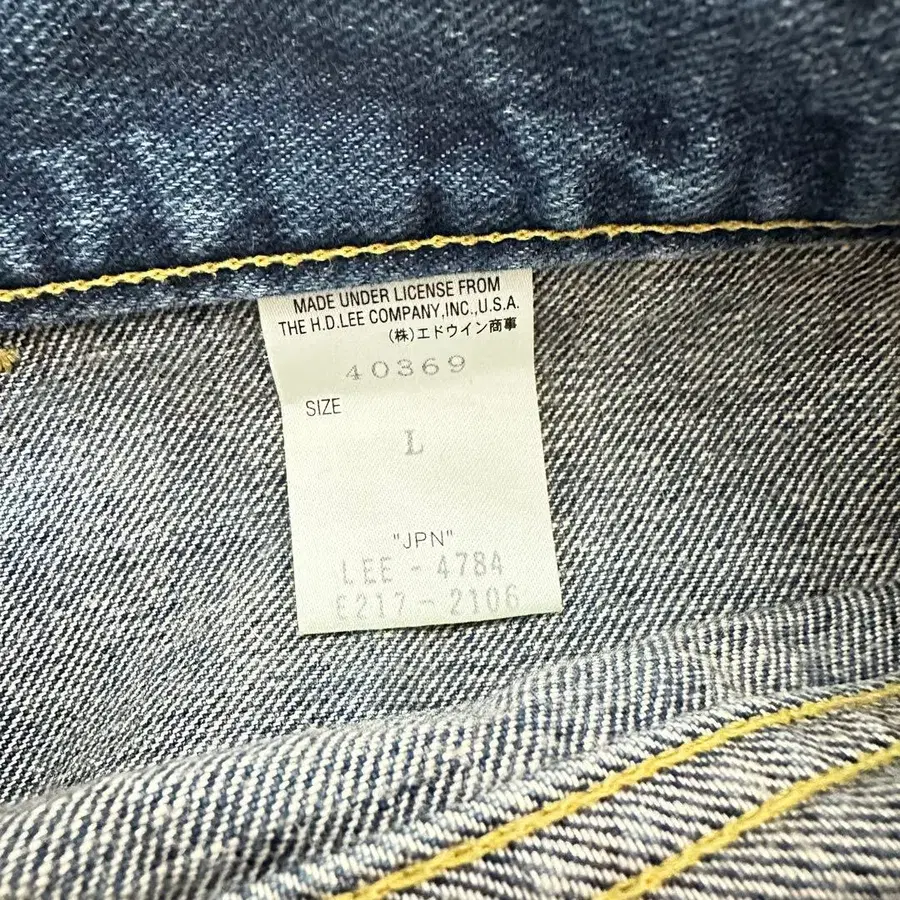 MADE UNDER LICENSE FROM
THE H.D.LEE COMPANY,INC.,U.S.A.
(株)エドウイン商事
40369
SIZE
L
"JPN"
LEE - 4784
E217-2106